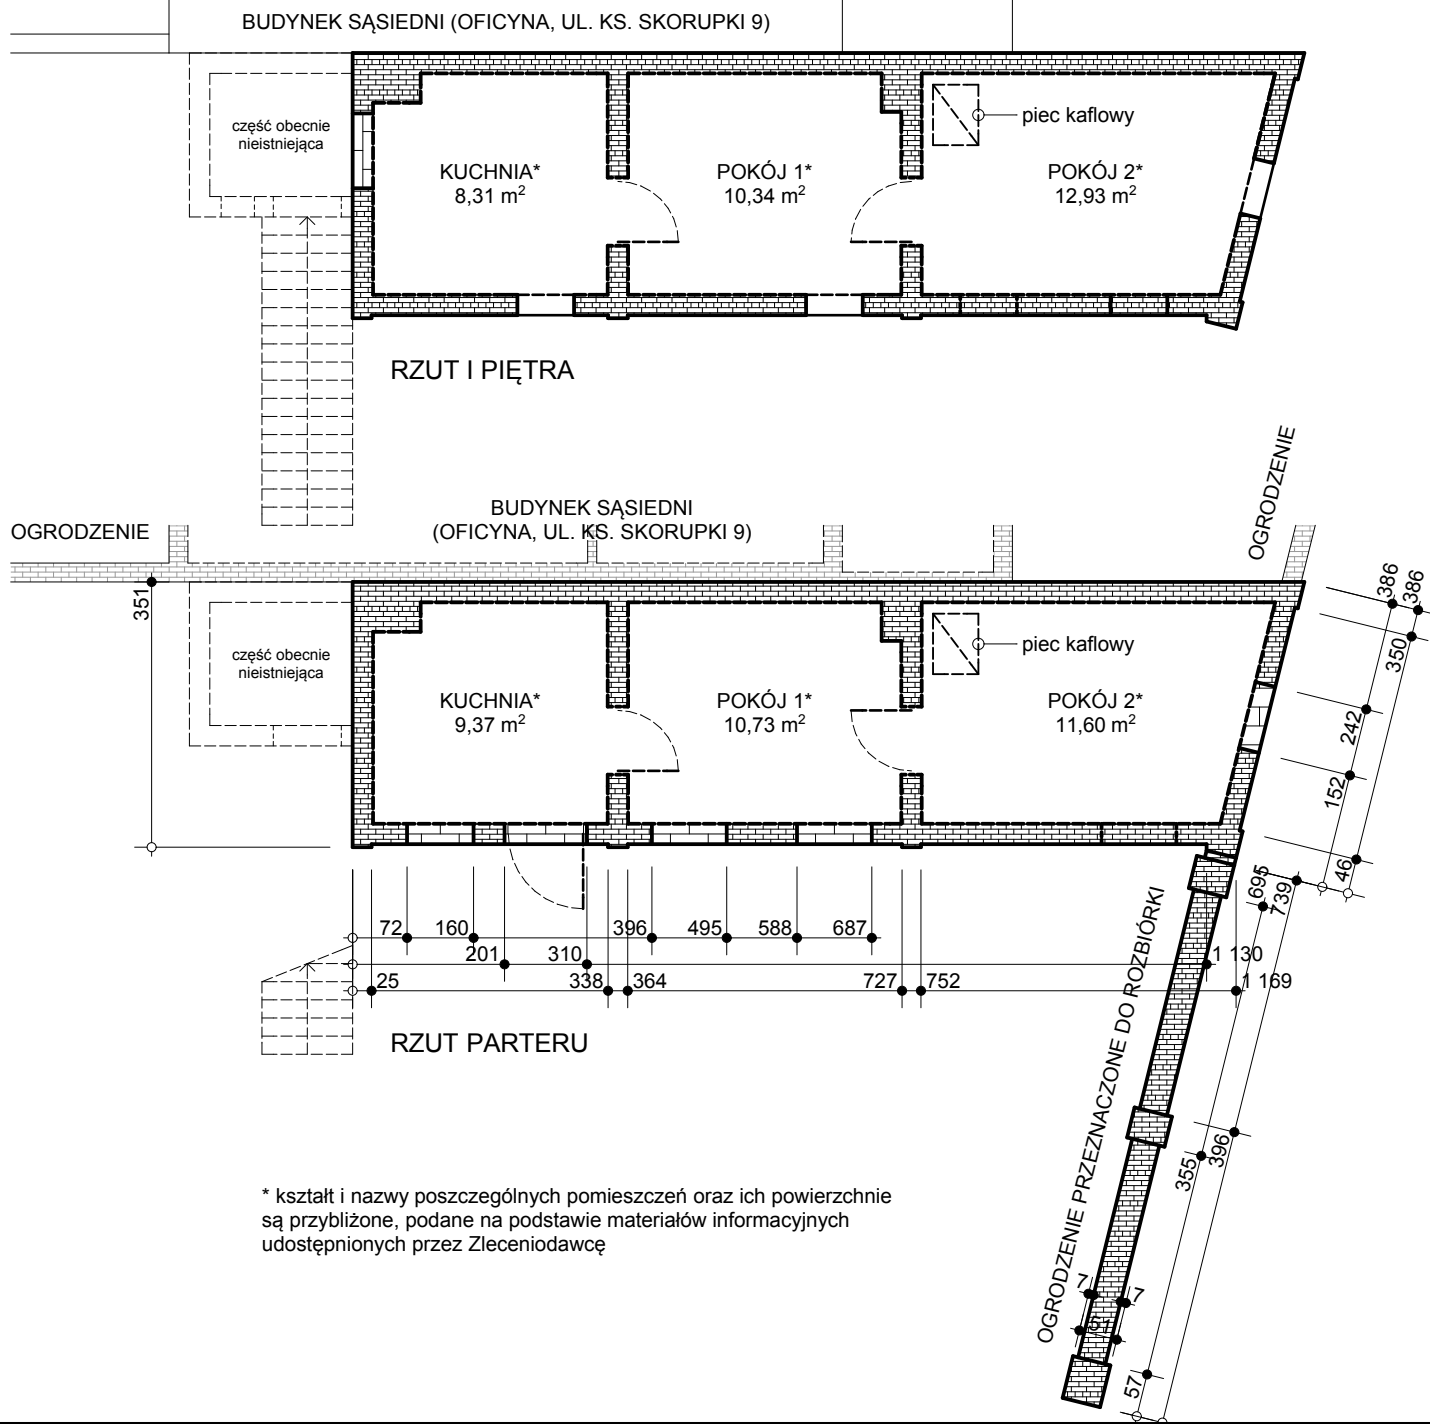 BUDYNEK SĄSIEDNI (OFICYNA, UL. KS. SKORUPKI 9)
część obecnie
nieistniejąca
piec kaflowy
KUCHNIA*
8,31 m²
POKÓJ 1*
10,34 m²
POKÓJ 2*
12,93 m²
RZUT I PIĘTRA
OGRODZENIE
BUDYNEK SĄSIEDNI
(OFICYNA, UL. KS. SKORUPKI 9)
OGRODZENIE
351
część obecnie
nieistniejąca
piec kaflowy
KUCHNIA*
9,37 m²
POKÓJ 1*
10,73 m²
POKÓJ 2*
11,60 m²
386
386
350
242
152
46
695
739
72 160 396 495 588 687
201 310 1 130
25 338 364 727 752 1 169
RZUT PARTERU
OGRODZENIE PRZEZNACZONE DO ROZBIÓRKI
396
355
* kształt i nazwy poszczególnych pomieszczeń oraz ich powierzchnie
są przybliżone, podane na podstawie materiałów informacyjnych
udostępnionych przez Zleceniodawcę
7
7
57